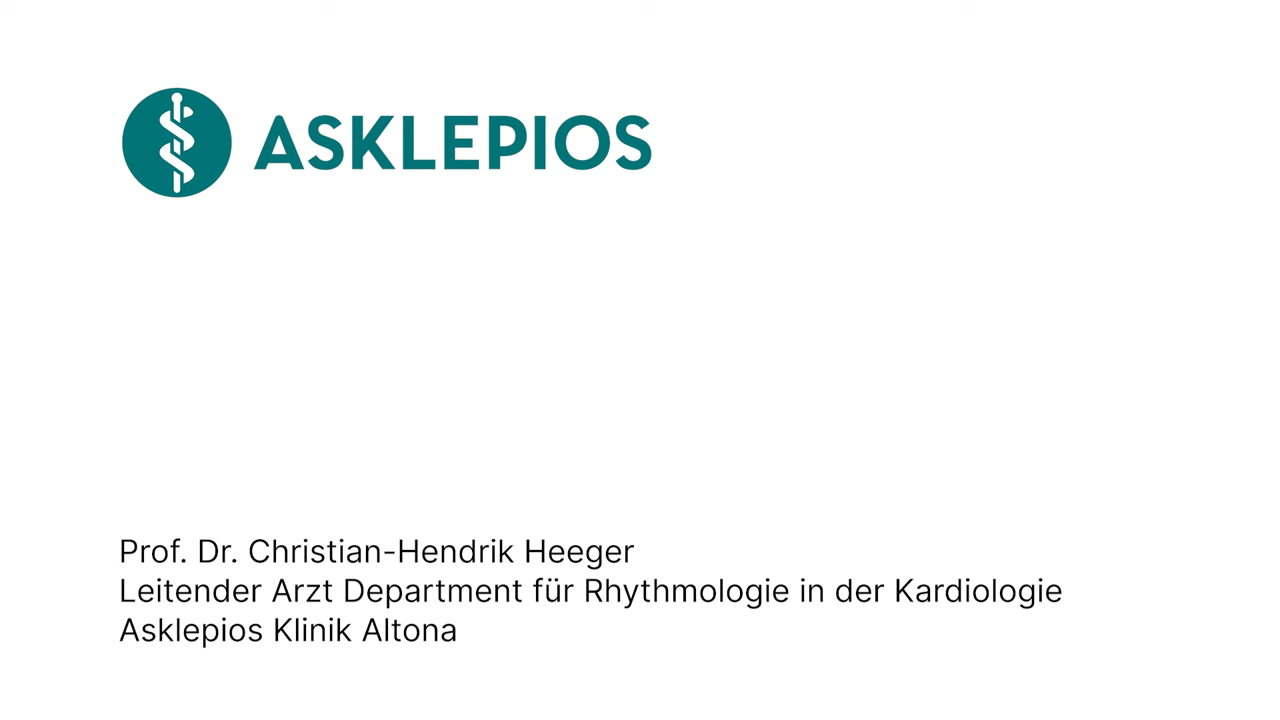 ASKLEPIOS
Prof. Dr. Christian-Hendrik Heeger
Leitender Arzt Department für Rhythmologie in der Kardiologie
Asklepios Klinik Altona